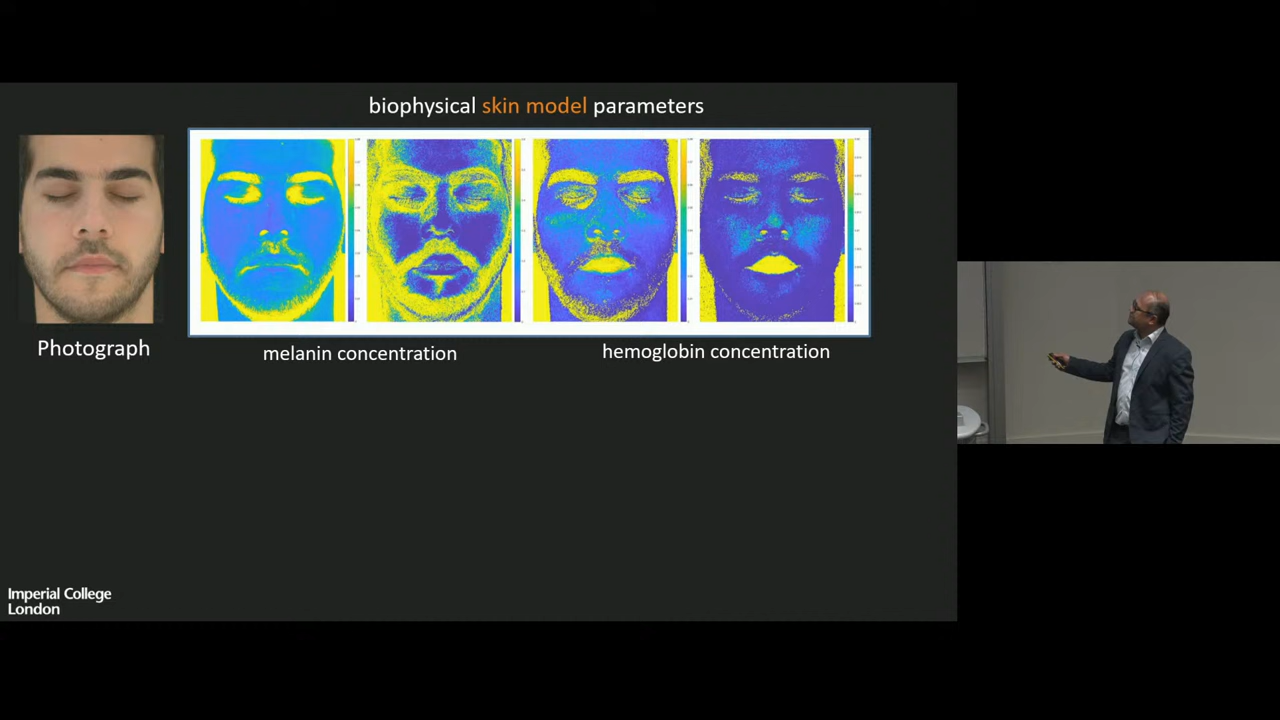 biophysical skin model parameters
Photograph
melanin concentration
hemoglobin concentration
Imperial College
London